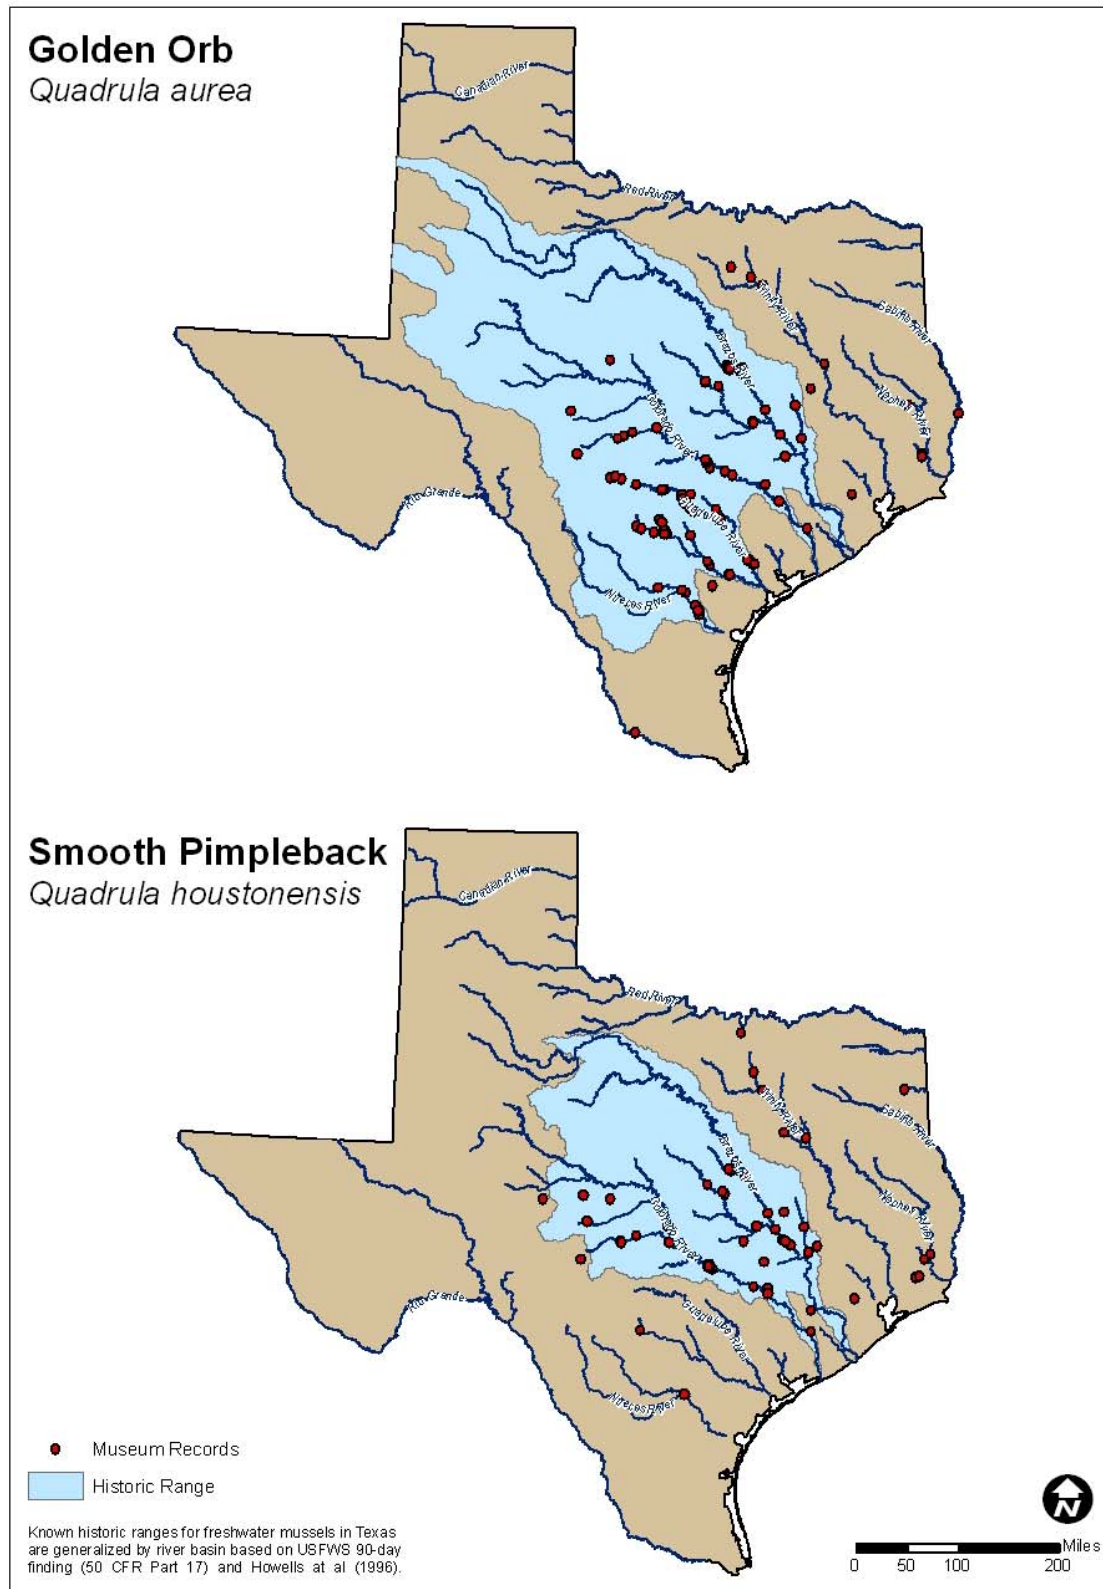 Golden Orb
Quadrula aurea
Canadian River
Red River
Trinity River
Sabine River
Brazos River
Neches River
Colorado River
Rio Grande
Guadalupe River
Nueces River
Smooth Pimpleback
Quadrula houstonensis
Canadian River
Red River
Trinity River
Sabine River
Brazos River
Neches River
Colorado River
Rio Grande
Guadalupe River
Nueces River
Museum Records
Historic Range
N
Known historic ranges for freshwater mussels in Texas
are generalized by river basin based on USFWS 90-day
finding (50 CFR Part 17) and Howells at al (1996).
Miles
0 50 100 200